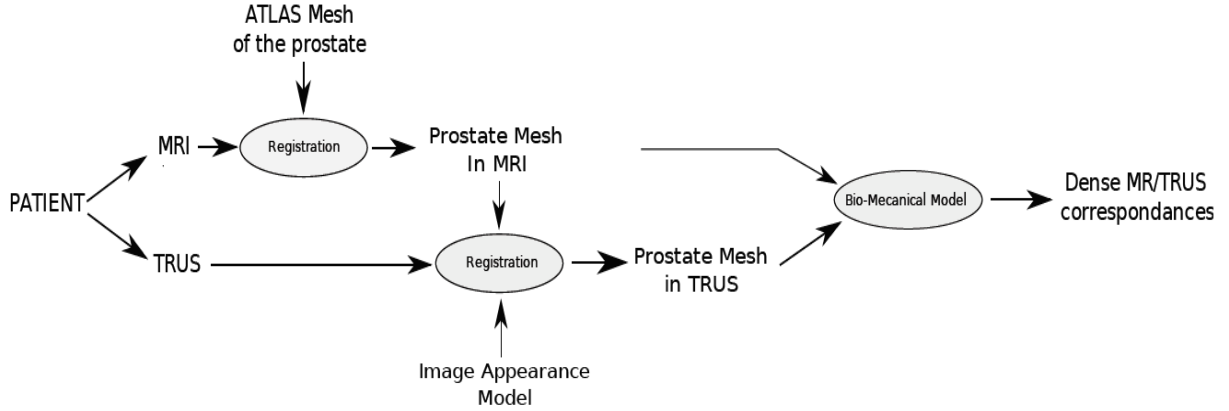 ATLAS Mesh
of the prostate
MRI
Registration
Prostate Mesh
In MRI
PATIENT
Bio-Mecanical Model
Dense MR/TRUS
correspondances
TRUS
Registration
Prostate Mesh
in TRUS
Image Appearance
Model